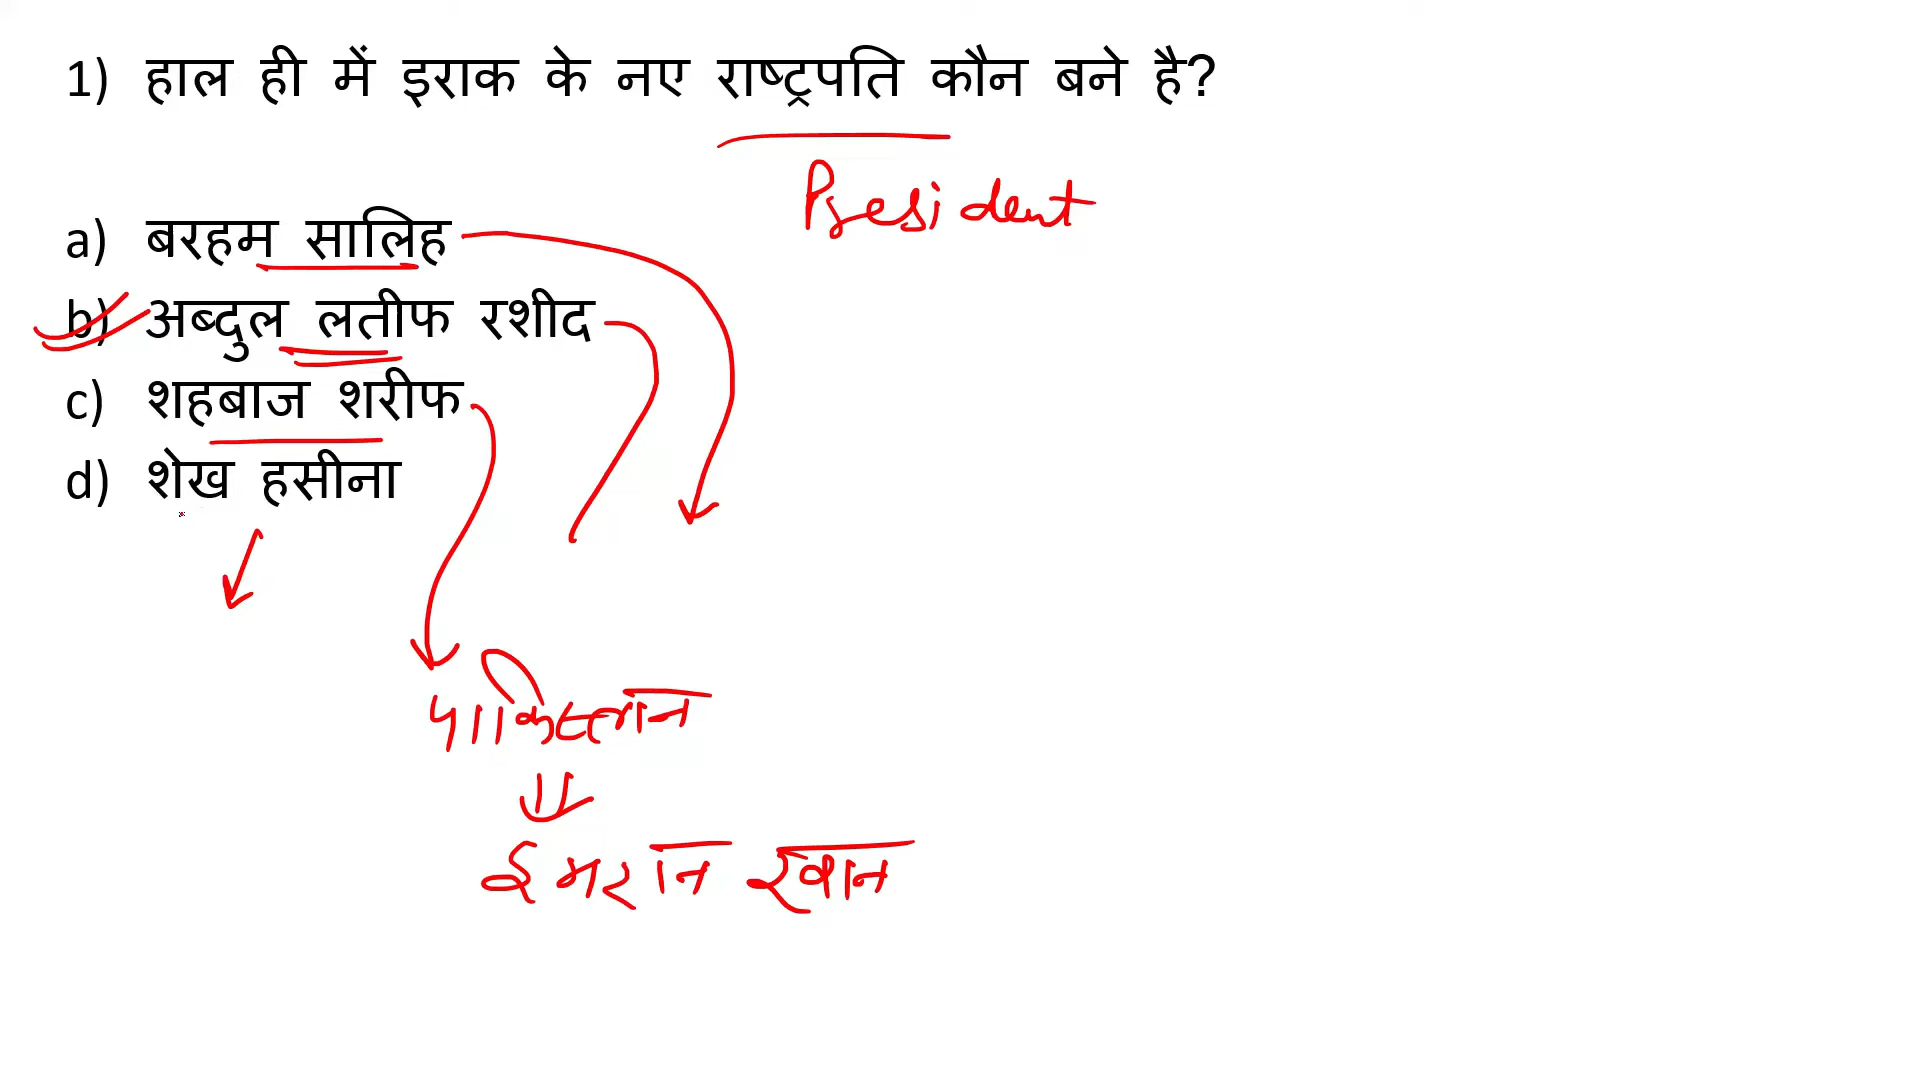 1) हाल ही में इराक के नए राष्ट्रपति कौन बने है?
President
a) बरहम सालिह
b) अब्दुल लतीफ रशीद
c) शहबाज शरीफ
d) शेख हसीना
पाकिस्तान
इमरान खान